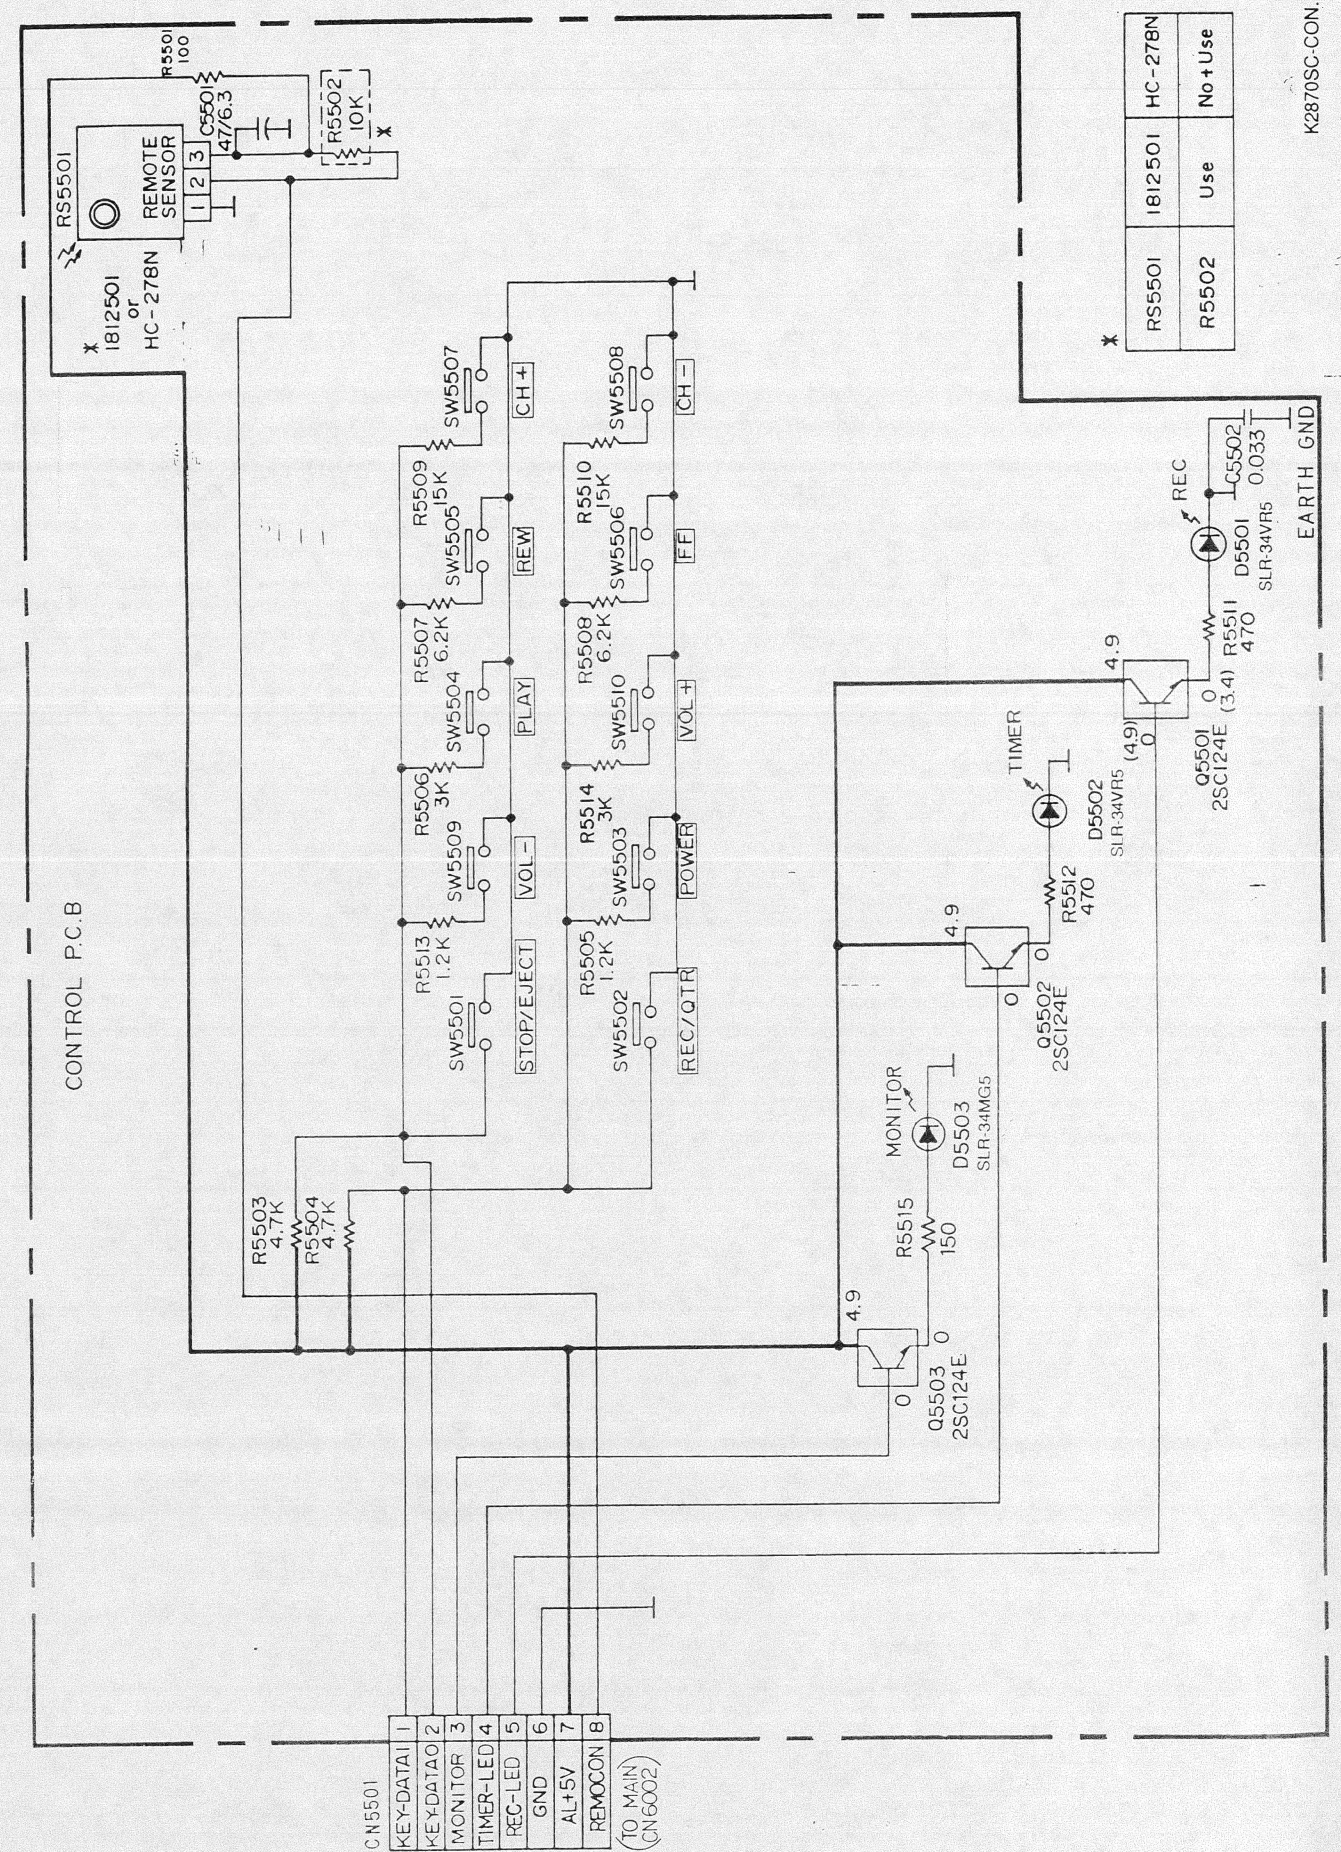 CONTROL P.C.B
RS5501
REMOTE
SENSOR
1 2 3
* 1812501
or
HC-278N
R5501
100
C5501
47/6.3
R5502
10K
*
*
RS5501 1812501 HC-278N
R5502 Use Not Use
K2870SC-CON.
R5503
4.7K
R5504
4.7K
SW5501
STOP/EJECT
R5513
1.2K
SW5509
VOL-
R5506
3K
SW5504
PLAY
R5507
6.2K
SW5505
REW
R5509
15K
SW5507
CH+
SW5502
REC/QTR
R5505
1.2K
SW5503
POWER
R5514
3K
SW5510
VOL+
R5508
6.2K
SW5506
FF
R5510
15K
SW5508
CH-
4.9
0
0
Q5503
2SC124E
R5515
150
MONITOR
D5503
SLR-34MG5
4.9
0
0
Q5502
2SC124E
R5512
470
TIMER
D5502
SLR-34VR5
4.9
(4.9)
0
0
(3.4)
Q5501
2SC124E
R5511
470
REC
D5501
SLR-34VR5
C5502
0.033
EARTH GND
CN5501
KEY-DATA1 1
KEY-DATA0 2
MONITOR 3
TIMER-LED 4
REC-LED 5
GND 6
AL+5V 7
REMOCON 8
(TO MAIN
CN6002)